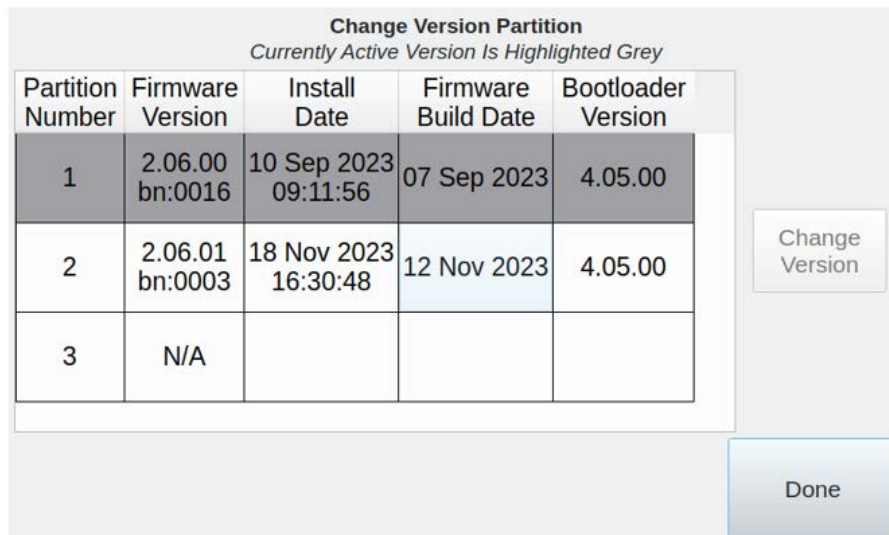 Change Version Partition
Currently Active Version Is Highlighted Grey
Partition Number Firmware Version Install Date Firmware Build Date Bootloader Version
1 2.06.00 bn:0016 10 Sep 2023 09:11:56 07 Sep 2023 4.05.00
2 2.06.01 bn:0003 18 Nov 2023 16:30:48 12 Nov 2023 4.05.00
3 N/A
Change
Version
Done